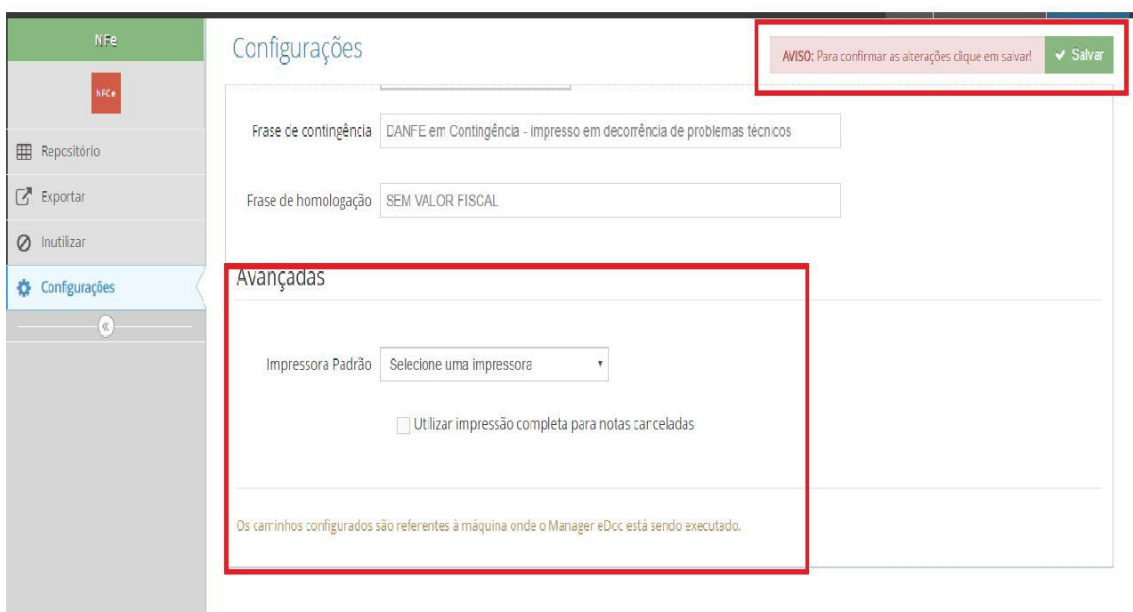 NFe
NFCe
Repositório
Exportar
Inutilizar
Configurações
Configurações
AVISO: Para confirmar as alterações clique em salvar!
Salvar
Frase de contingência
DANFE em Contingência - impresso em decorrência de problemas técnicos
Frase de homologação
SEM VALOR FISCAL
Avançadas
Impressora Padrão
Selecione uma impressora
Utilizar impressão completa para notas canceladas
Os caminhos configurados são referentes à máquina onde o Manager eDoc está sendo executado.